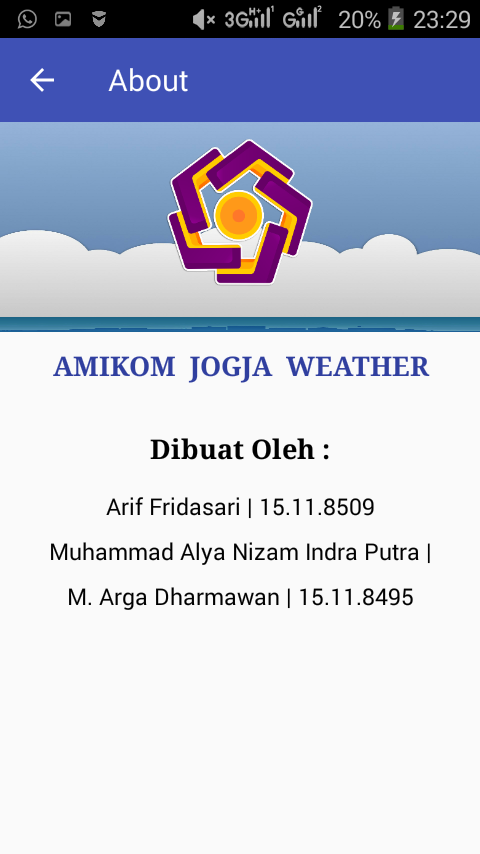 3G H+ 1 G G 2 20% 23:29
About
AMIKOM JOGJA WEATHER
Dibuat Oleh :
Arif Fridasari | 15.11.8509
Muhammad Alya Nizam Indra Putra |
M. Arga Dharmawan | 15.11.8495